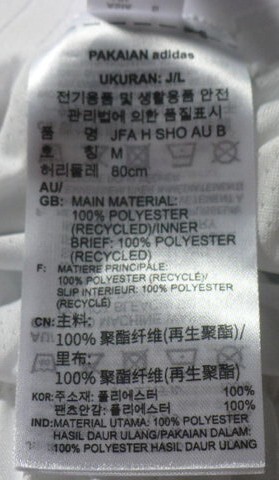 PAKAIAN adidas
UKURAN: J/L
전기용품 및 생활용품 안전
관리법에 의한 품질표시
품 명 JFA H SHO AU B
호 칭 M
허리둘레 80cm
AU/
GB: MAIN MATERIAL:
100% POLYESTER
(RECYCLED)/INNER
BRIEF: 100% POLYESTER
(RECYCLED)
F: MATIERE PRINCIPALE:
100% POLYESTER (RECYCLÉ)/
SLIP INTERIEUR: 100% POLYESTER
(RECYCLÉ)
CN: 主料:
100% 聚酯纤维(再生聚酯)/
里布:
100% 聚酯纤维(再生聚酯)
KOR: 주소재: 폴리에스터 100%
팬츠안감: 폴리에스터 100%
IND: MATERIAL UTAMA: 100% POLYESTER
HASIL DAUR ULANG/PAKAIAN DALAM:
100% POLYESTER HASIL DAUR ULANG